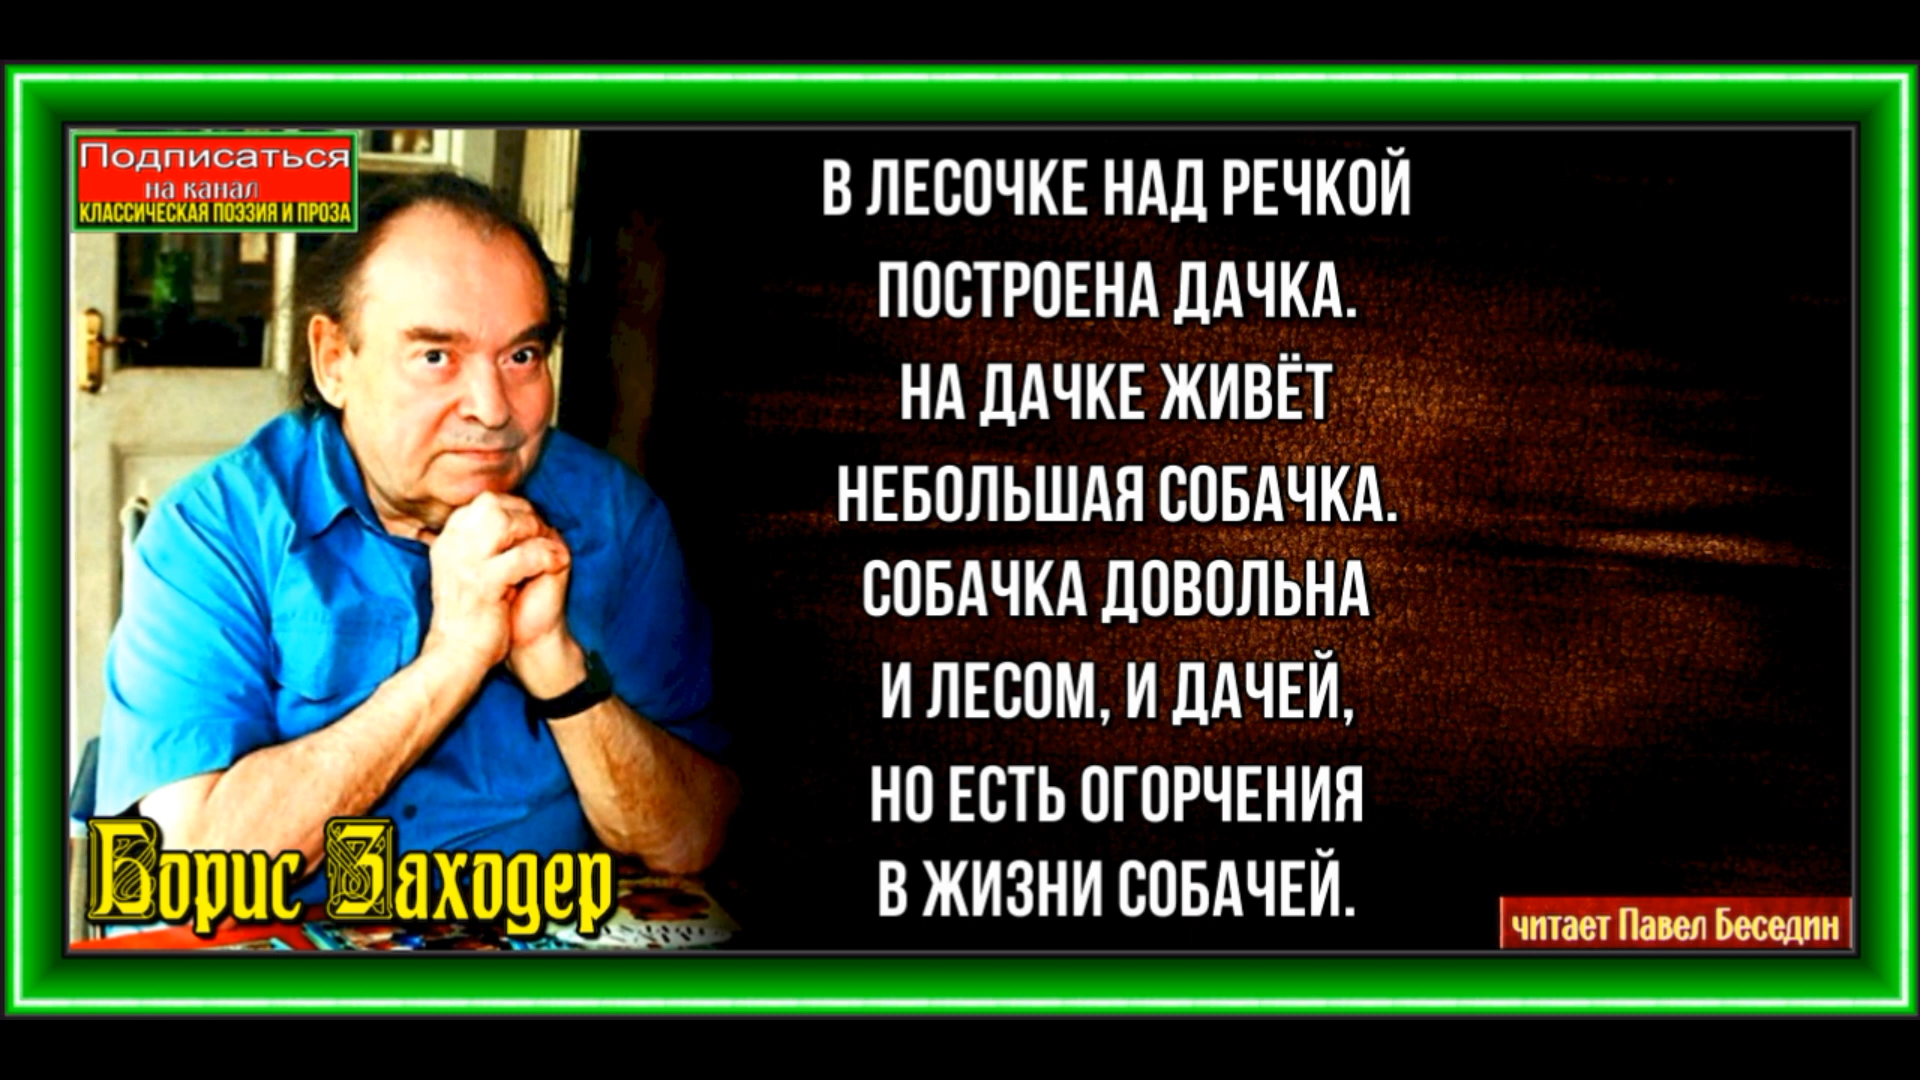 Подписаться
на канал
КЛАССИЧЕСКАЯ ПОЭЗИЯ И ПРОЗА
В ЛЕСОЧКЕ НАД РЕЧКОЙ
ПОСТРОЕНА ДАЧКА.
НА ДАЧКЕ ЖИВЁТ
НЕБОЛЬШАЯ СОБАЧКА.
СОБАЧКА ДОВОЛЬНА
И ЛЕСОМ, И ДАЧЕЙ,
НО ЕСТЬ ОГОРЧЕНИЯ
В ЖИЗНИ СОБАЧЕЙ.
Борис Заходер
читает Павел Беседин